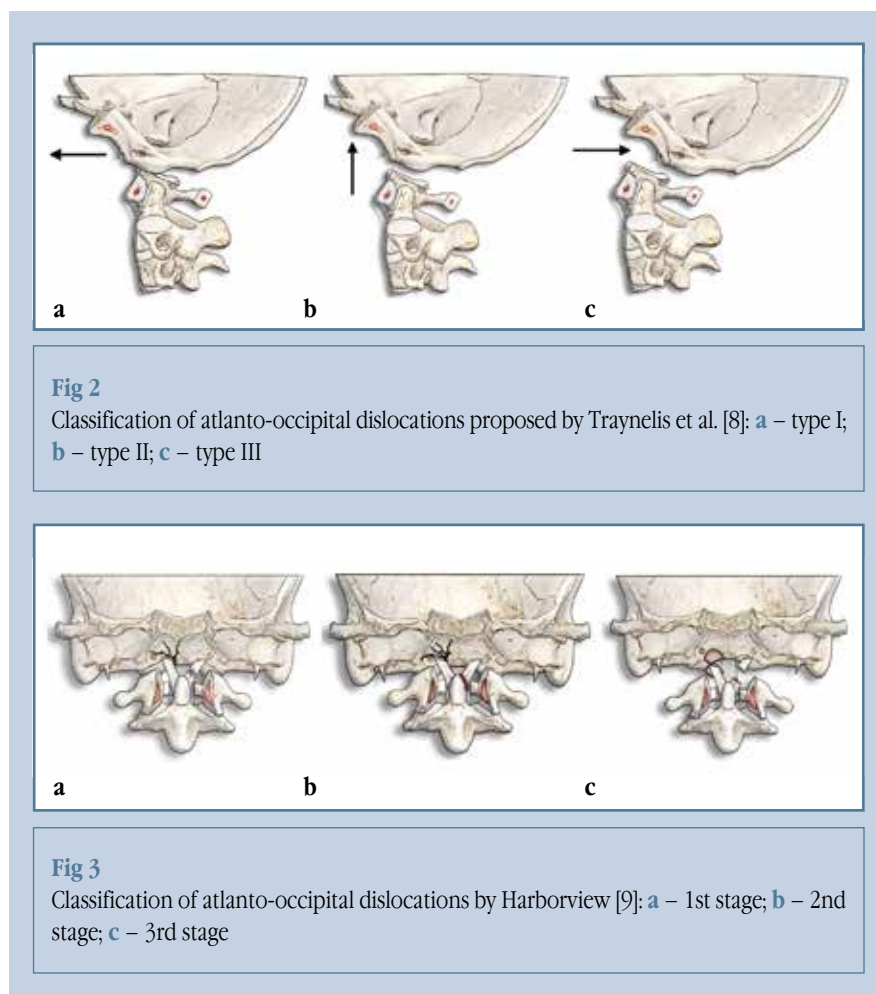 a
b
c
Fig 2
Classification of atlanto-occipital dislocations proposed by Traynelis et al. [8]: a – type I;
b – type II; c – type III
a
b
c
Fig 3
Classification of atlanto-occipital dislocations by Harborview [9]: a – 1st stage; b – 2nd
stage; c – 3rd stage